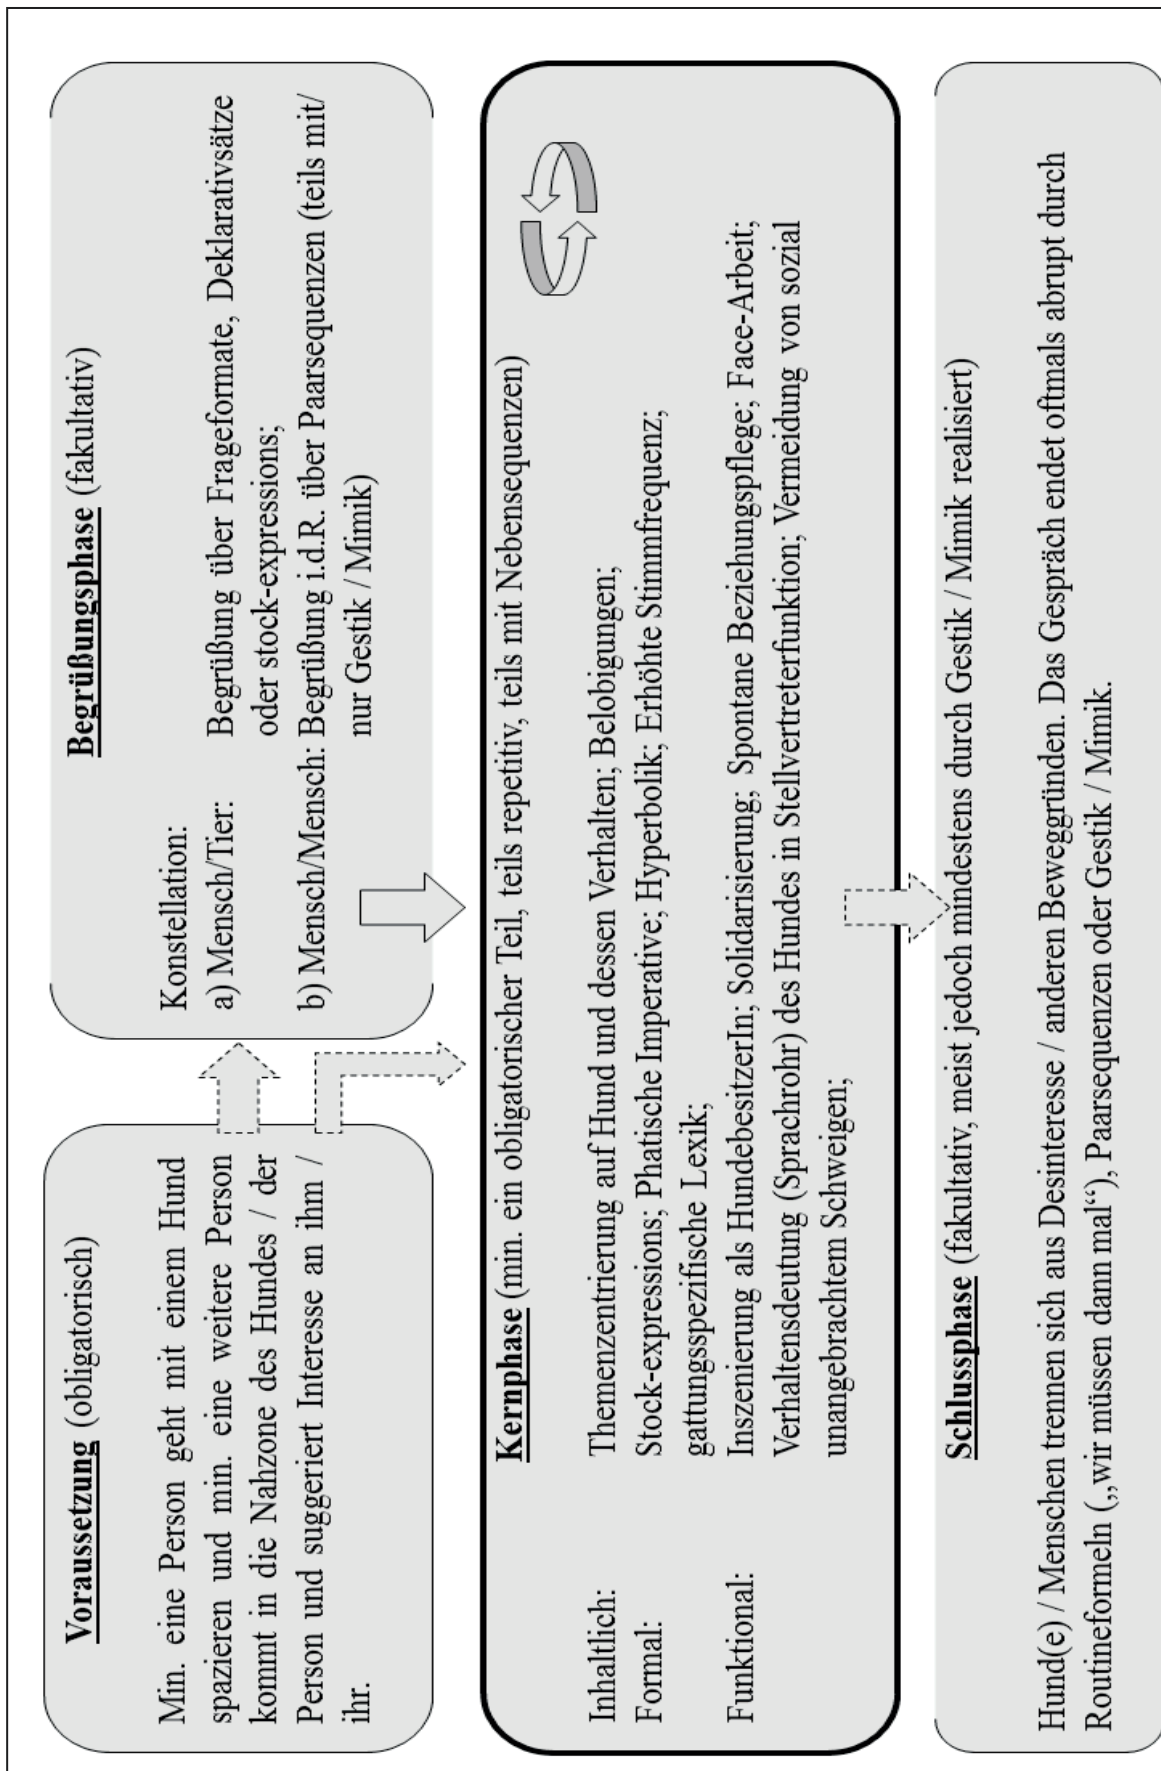 Voraussetzung (obligatorisch)
Min. eine Person geht mit einem Hund
spazieren und min. eine weitere Person
kommt in die Nahzone des Hundes / der
Person und suggeriert Interesse an ihm /
ihr.
Begrüßungsphase (fakultativ)
Konstellation:
a) Mensch/Tier: Begrüßung über Frageformate, Deklarativsätze
oder stock-expressions;
b) Mensch/Mensch: Begrüßung i.d.R. über Paarsequenzen (teils mit/
nur Gestik / Mimik)
Kernphase (min. ein obligatorischer Teil, teils repetitiv, teils mit Nebensequenzen)
Inhaltlich: Themenzentrierung auf Hund und dessen Verhalten; Belobigungen;
Formal: Stock-expressions; Phatische Imperative; Hyperbolik; Erhöhte Stimmfrequenz;
gattungsspezifische Lexik;
Funktional: Inszenierung als HundebesitzerIn; Solidarisierung; Spontane Beziehungspflege; Face-Arbeit;
Verhaltensdeutung (Sprachrohr) des Hundes in Stellvertreterfunktion; Vermeidung von sozial
unangebrachtem Schweigen;
Schlussphase (fakultativ, meist jedoch mindestens durch Gestik / Mimik realisiert)
Hund(e) / Menschen trennen sich aus Desinteresse / anderen Beweggründen. Das Gespräch endet oftmals abrupt durch
Routineformeln („wir müssen dann mal“), Paarsequenzen oder Gestik / Mimik.